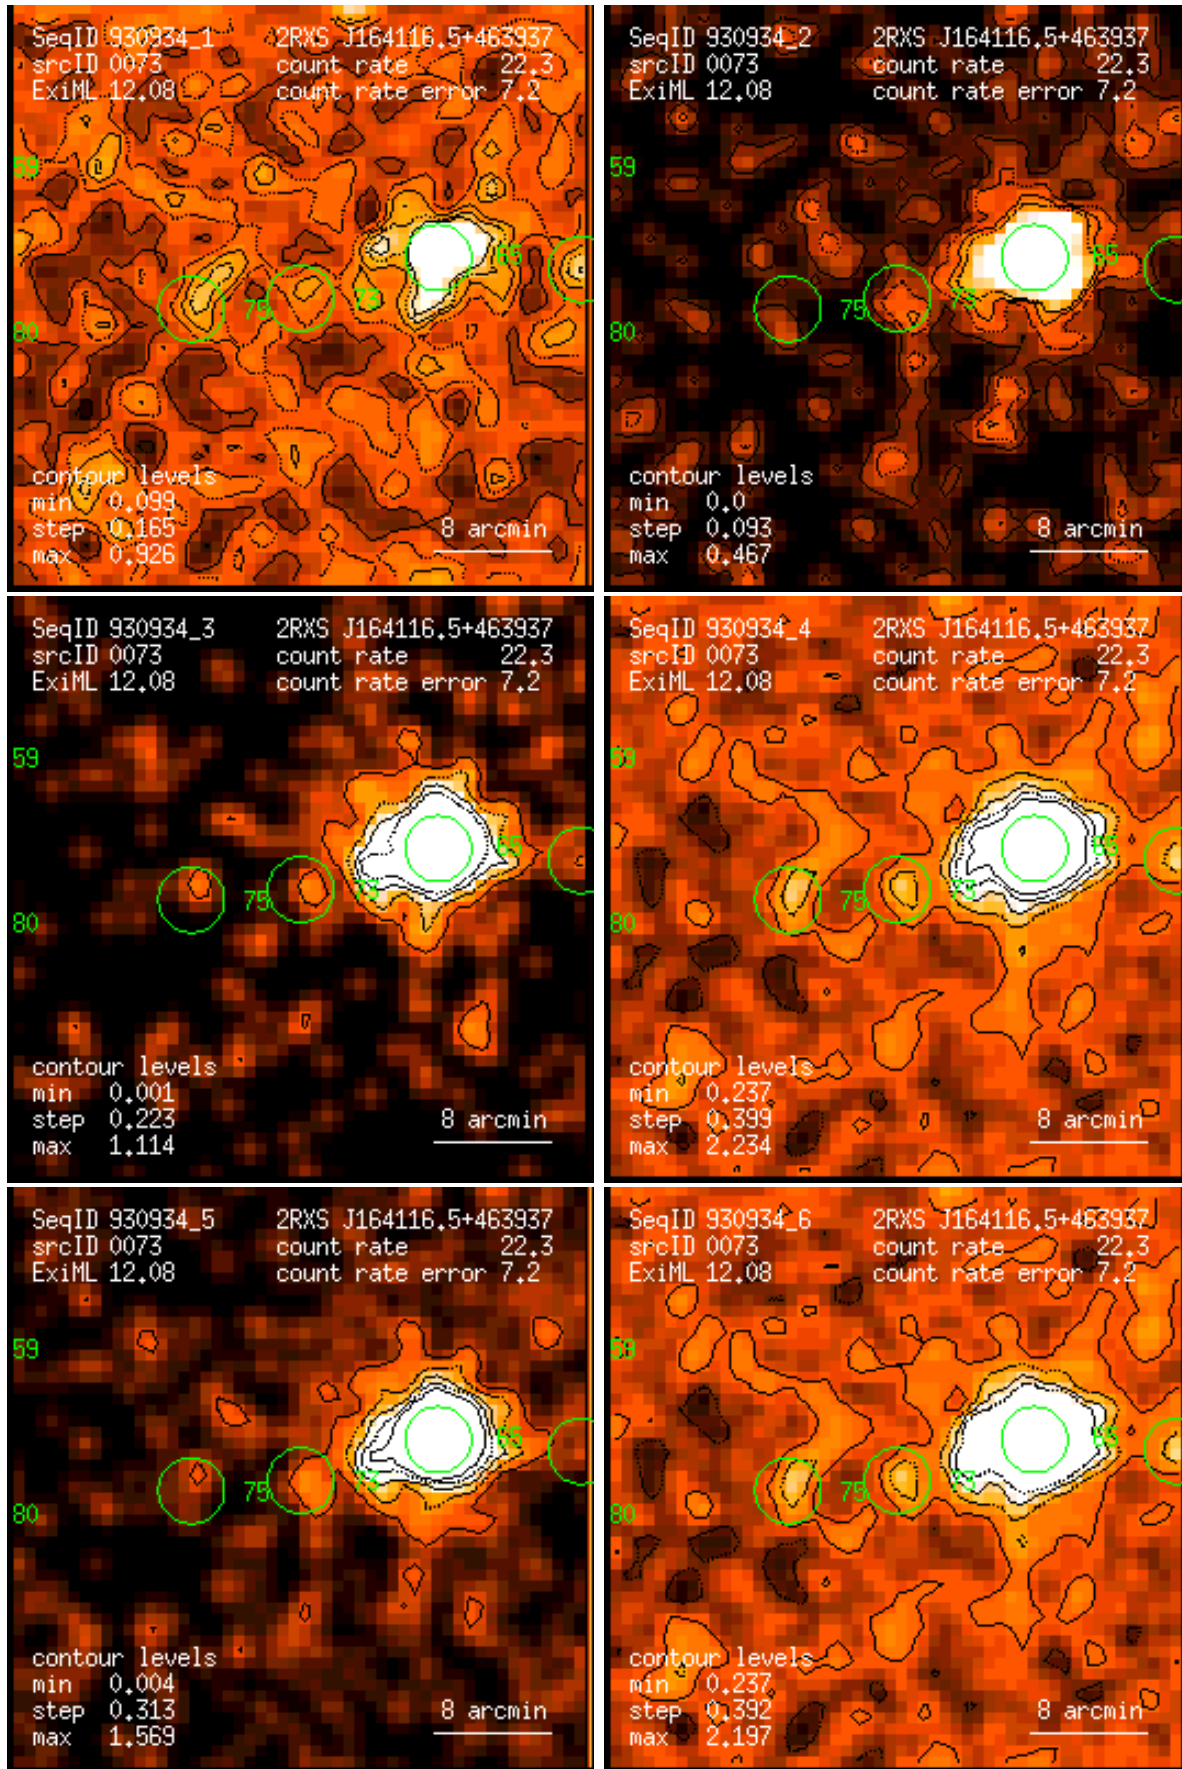 SeqID 930934_1 2RXS J164116.5+463937
srcID 0073 count rate 22.3
ExiML 12.08 count rate error 7.2
59
65
73
75
80
contour levels
min 0.099
step 0.165 8 arcmin
max 0.926
SeqID 930934_2 2RXS J164116.5+463937
srcID 0073 count rate 22.3
ExiML 12.08 count rate error 7.2
59
65
73
75
80
contour levels
min 0.0
step 0.093 8 arcmin
max 0.467
SeqID 930934_3 2RXS J164116.5+463937
srcID 0073 count rate 22.3
ExiML 12.08 count rate error 7.2
59
65
73
75
80
contour levels
min 0.001
step 0.223 8 arcmin
max 1.114
SeqID 930934_4 2RXS J164116.5+463937
srcID 0073 count rate 22.3
ExiML 12.08 count rate error 7.2
59
65
73
75
80
contour levels
min 0.237
step 0.399 8 arcmin
max 2.234
SeqID 930934_5 2RXS J164116.5+463937
srcID 0073 count rate 22.3
ExiML 12.08 count rate error 7.2
59
65
73
75
80
contour levels
min 0.004
step 0.313 8 arcmin
max 1.569
SeqID 930934_6 2RXS J164116.5+463937
srcID 0073 count rate 22.3
ExiML 12.08 count rate error 7.2
59
65
73
75
80
contour levels
min 0.237
step 0.392 8 arcmin
max 2.197